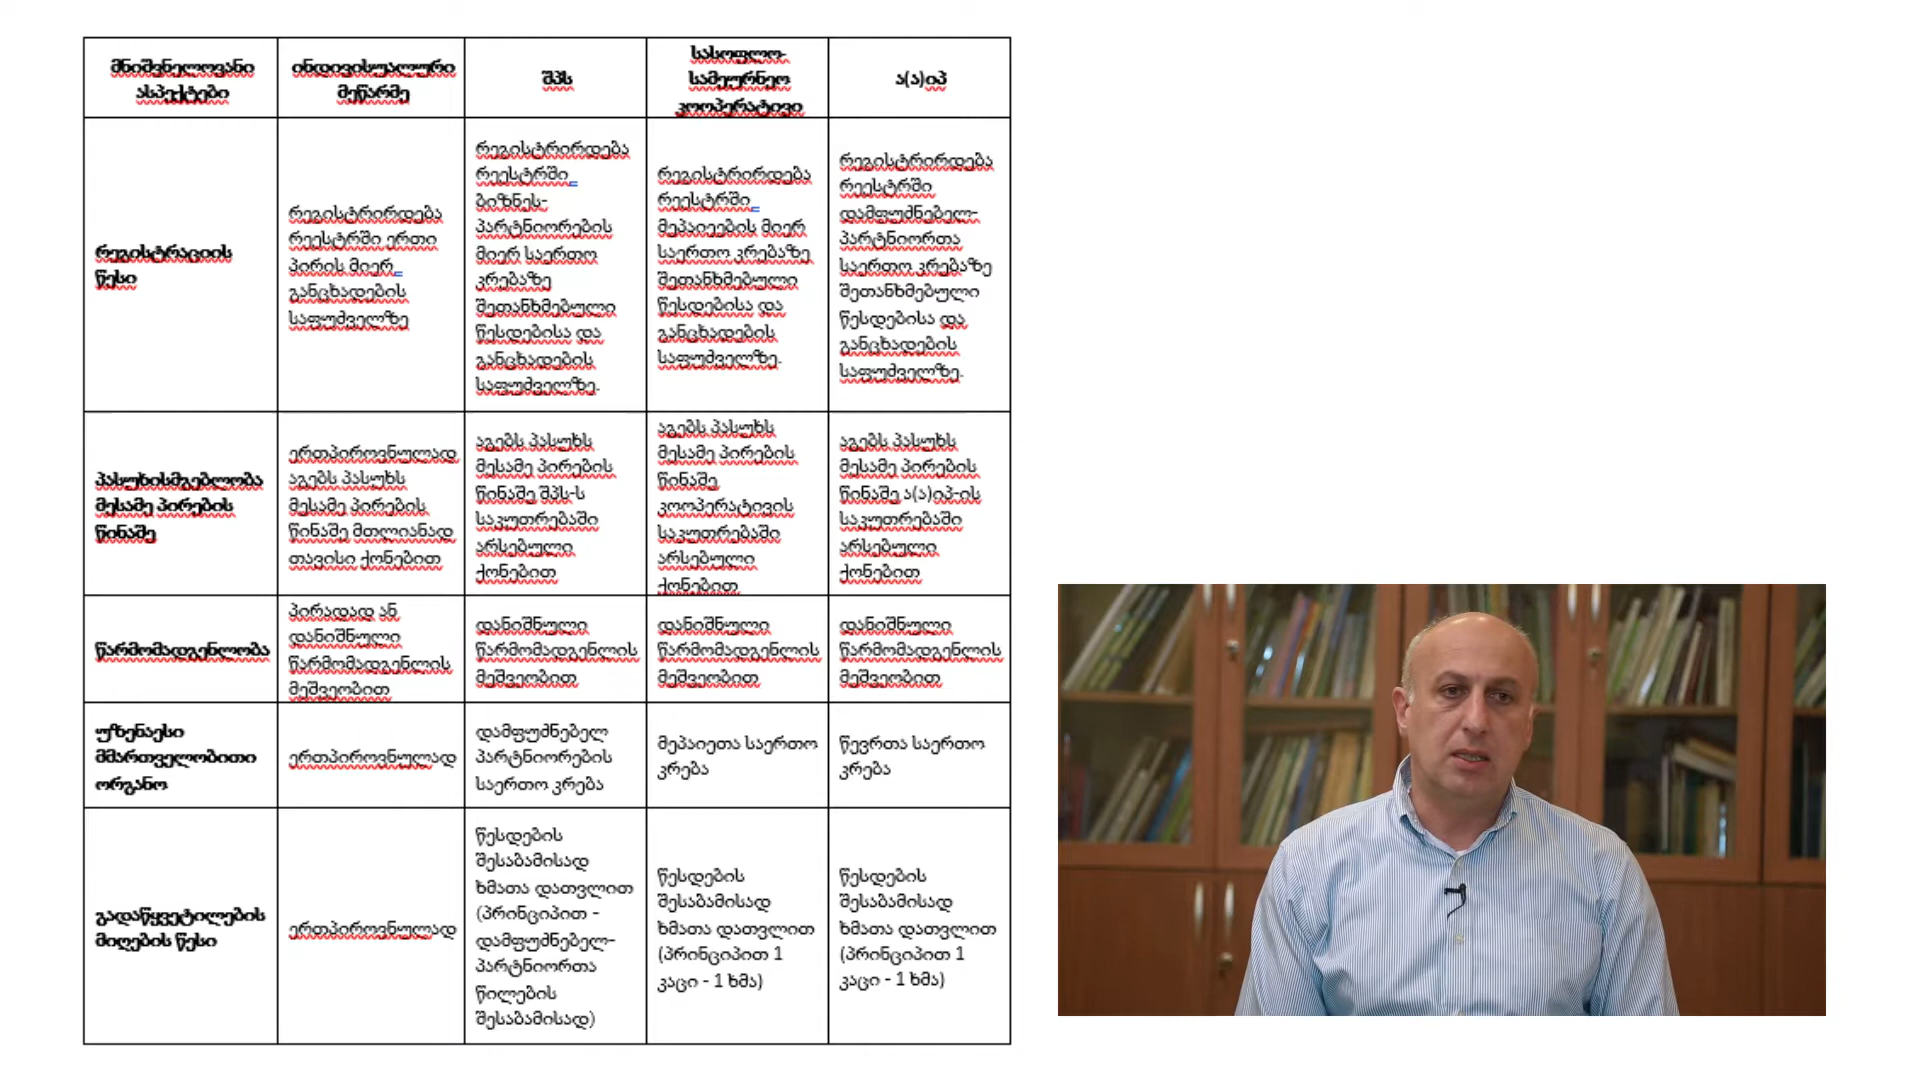 მნიშვნელოვანი
ასპექტები
ინდივისუალური
მეწარმე
შპს
სასოფლო-
სამეურნეო
კოოპერატივი
ა(ა)იპ
რეგისტრაციის
წესი
რეგისტრირდება
რეესტრში ერთი
პირის მიერ
განცხადების
საფუძველზე
რეგისტრირდება
რეესტრში
ბიზნეს-
პარტნიორების
მიერ საერთო
კრებაზე
შეთანხმებული
წესდებისა და
განცხადების
საფუძველზე.
რეგისტრირდება
რეესტრში
მეპაიეების მიერ
საერთო კრებაზე
შეთანხმებული
წესდებისა და
განცხადების
საფუძველზე.
რეგისტრირდება
რეესტრში
დამფუძნებელ-
პარტნიორთა
საერთო კრებაზე
შეთანხმებული
წესდებისა და
განცხადების
საფუძველზე.
პასუხისმგებლობა
მესამე პირების
წინაშე
ერთპიროვნულად
აგებს პასუხს
მესამე პირების
წინაშე მთლიანად
თავისი ქონებით
აგებს პასუხს
მესამე პირების
წინაშე შპს-ს
საკუთრებაში
არსებული
ქონებით
აგებს პასუხს
მესამე პირების
წინაშე
კოოპერატივის
საკუთრებაში
არსებული
ქონებით
აგებს პასუხს
მესამე პირების
წინაშე ა(ა)იპ-ის
საკუთრებაში
არსებული
ქონებით
წარმომადგენლობა
პირადად ან
დანიშნული
წარმომადგენლის
მეშვეობით
დანიშნული
წარმომადგენლის
მეშვეობით
დანიშნული
წარმომადგენლის
მეშვეობით
დანიშნული
წარმომადგენლის
მეშვეობით
უზენაესი
მმართველობითი
ორგანო
ერთპიროვნულად
დამფუძნებელ
პარტნიორების
საერთო კრება
მეპაიეთა საერთო
კრება
წევრთა საერთო
კრება
გადაწყვეტილების
მიღების წესი
ერთპიროვნულად
წესდების
შესაბამისად
ხმათა დათვლით
(პრინციპით -
დამფუძნებელ-
პარტნიორთა
წილების
შესაბამისად)
წესდების
შესაბამისად
ხმათა დათვლით
(პრინციპით 1
კაცი - 1 ხმა)
წესდების
შესაბამისად
ხმათა დათვლით
(პრინციპით 1
კაცი - 1 ხმა)